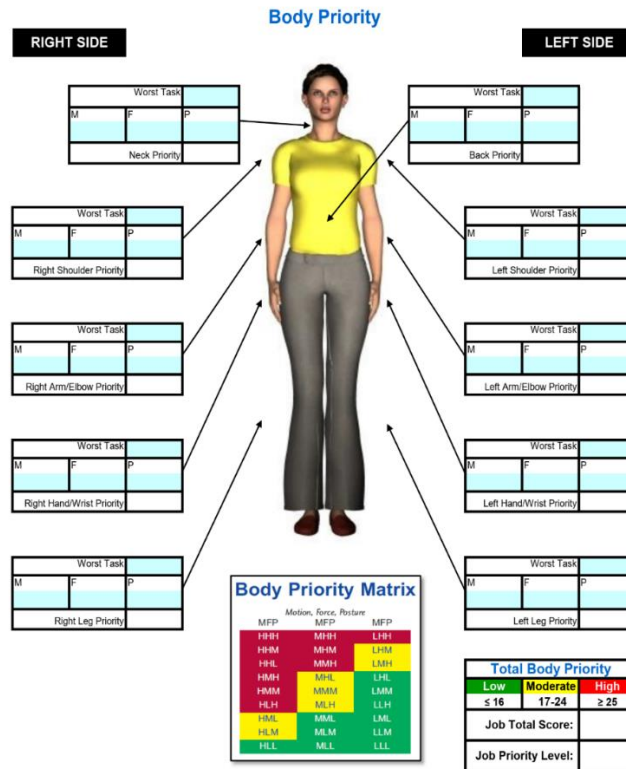 Body Priority
RIGHT SIDE
LEFT SIDE
Worst Task
M F P
Neck Priority
Worst Task
M F P
Back Priority
Worst Task
M F P
Right Shoulder Priority
Worst Task
M F P
Left Shoulder Priority
Worst Task
M F P
Right Arm/Elbow Priority
Worst Task
M F P
Left Arm/Elbow Priority
Worst Task
M F P
Right Hand/Wrist Priority
Worst Task
M F P
Left Hand/Wrist Priority
Worst Task
M F P
Right Leg Priority
Worst Task
M F P
Left Leg Priority
Body Priority Matrix
Motion, Force, Posture
MFP MFP MFP
HHH MHH LHH
HHM MHM LHM
HHL MMH LMH
HMH MHL LHL
HMM MMM LMM
HLH MLH LLH
HML MML LML
HLM MLM LLM
HLL MLL LLL
Total Body Priority
Low Moderate High
≤ 16 17-24 ≥ 25
Job Total Score:
Job Priority Level: